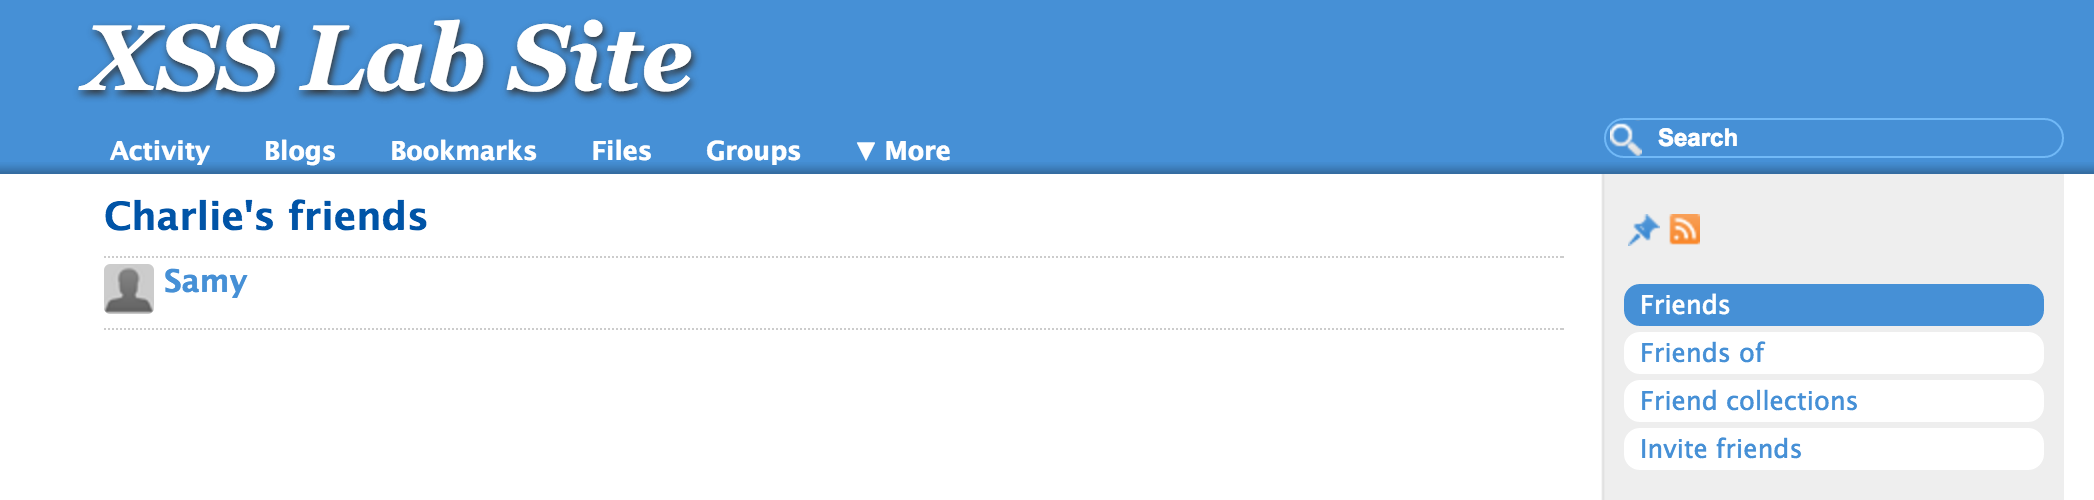 XSS Lab Site
Activity Blogs Bookmarks Files Groups ▼ More
Search
Charlie's friends
Samy
Friends
Friends of
Friend collections
Invite friends